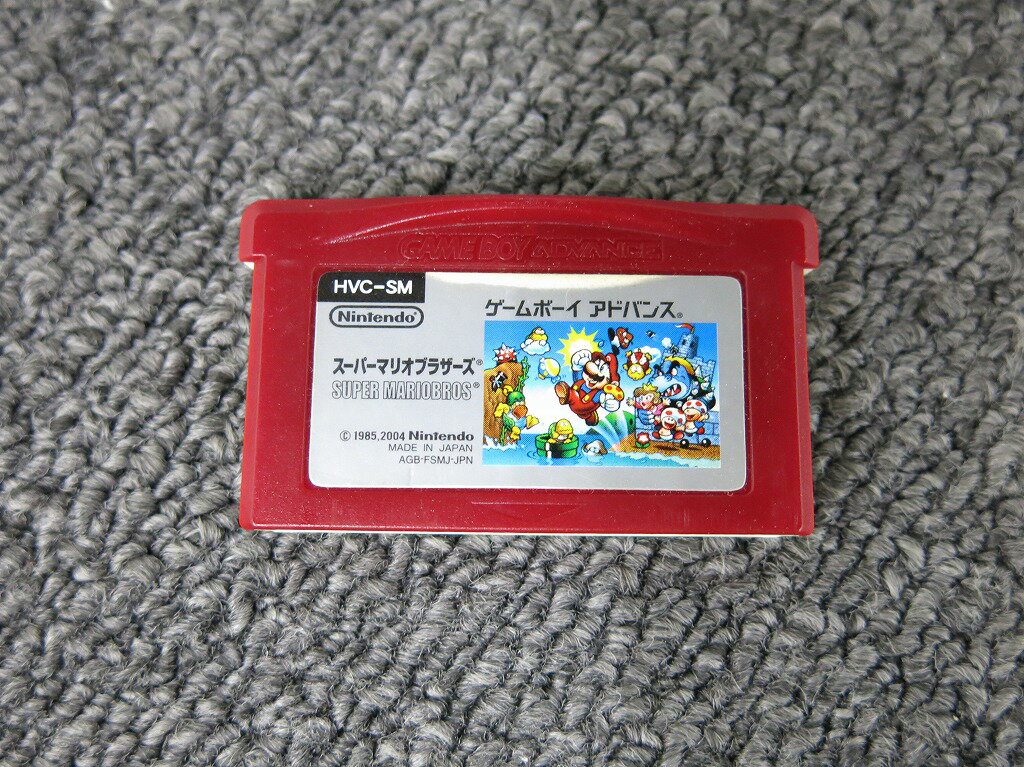 GAME BOY ADVANCE
HVC-SM
Nintendo®
ゲームボーイ アドバンス®
スーパーマリオブラザーズ®
SUPER MARIOBROS®
© 1985,2004 Nintendo
MADE IN JAPAN
AGB-FSMJ-JPN